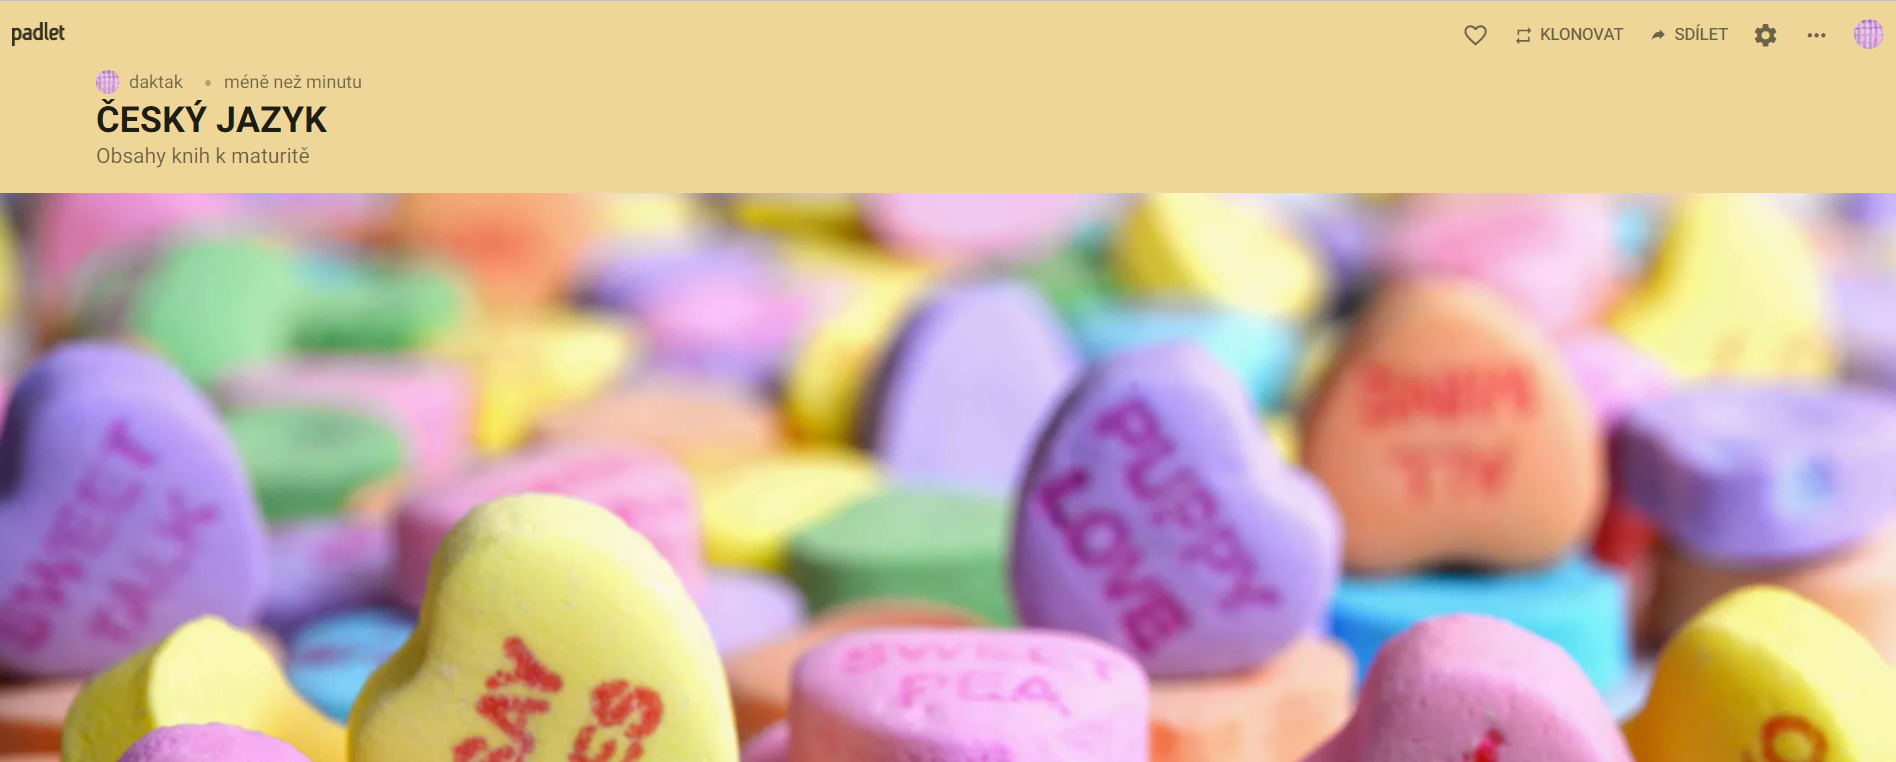 padlet
KLONOVAT
SDÍLET
daktak • méně než minutu
ČESKÝ JAZYK
Obsahy knih k maturitě
SWEET
TALK
PUPPY
LOVE
SAY
YES
SWEET
PEA